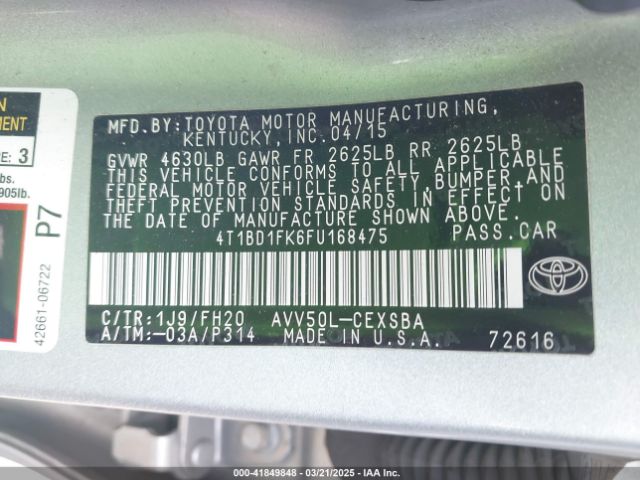 MFD.BY:TOYOTA MOTOR MANUFACTURING,
KENTUCKY,INC.04/15
GVWR 4630LB GAWR FR 2625LB RR 2625LB
THIS VEHICLE CONFORMS TO ALL APPLICABLE
FEDERAL MOTOR VEHICLE SAFETY,BUMPER,AND
THEFT PREVENTION STANDARDS IN EFFECT ON
THE DATE OF MANUFACTURE SHOWN ABOVE.
4T1BD1FK6FU168475 PASS.CAR
C/TR:1J9/FH20 AVV50L-CEXSBA
A/TM:-03A/P314 MADE IN U.S.A. 72616
: 3
905lb.
P7
42661-06722
000-41849848 - 03/21/2025 - IAA Inc.